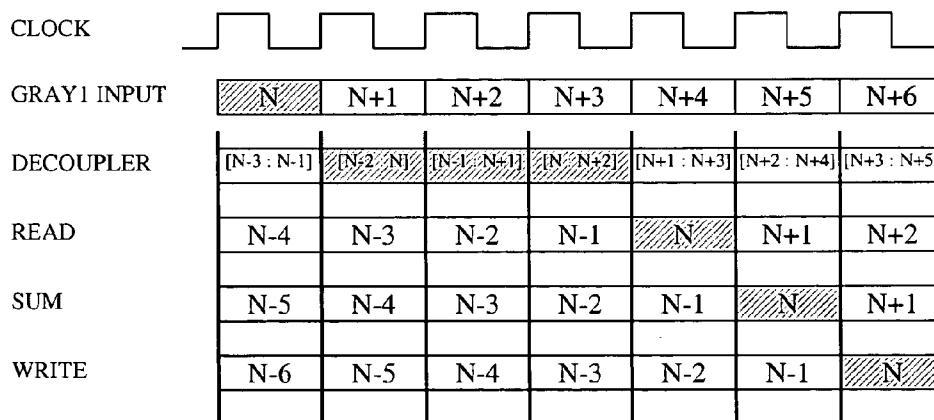 CLOCK
GRAY1 INPUT N N+1 N+2 N+3 N+4 N+5 N+6
DECOUPLER [N-3 : N-1] [N-2 : N] [N-1 : N+1] [N : N+2] [N+1 : N+3] [N+2 : N+4] [N+3 : N+5
READ N-4 N-3 N-2 N-1 N N+1 N+2
SUM N-5 N-4 N-3 N-2 N-1 N N+1
WRITE N-6 N-5 N-4 N-3 N-2 N-1 N